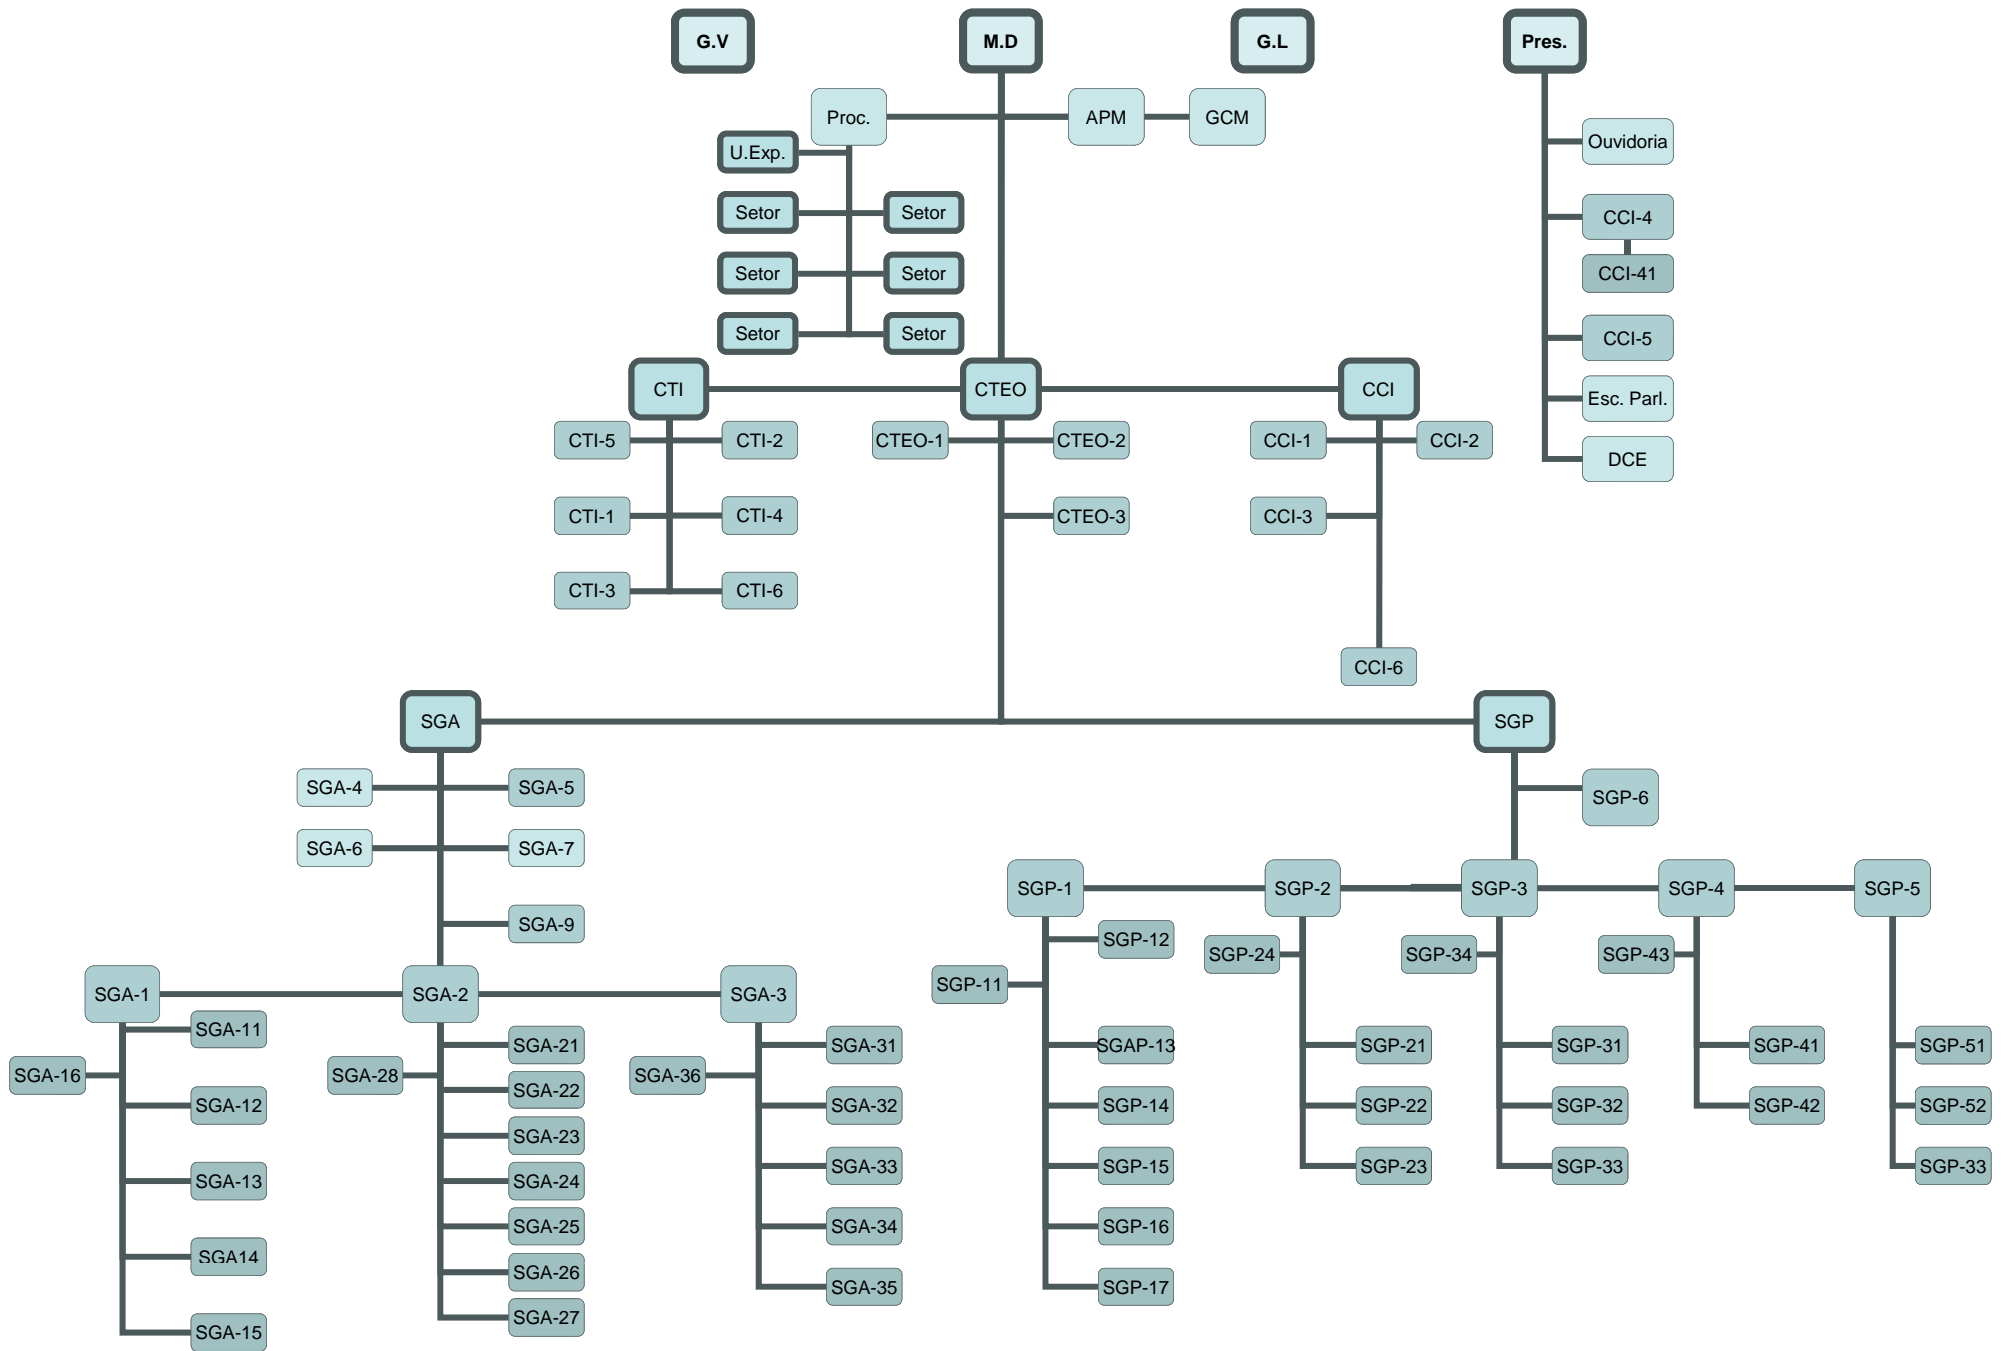 G.V
M.D
G.L
Pres.
Proc.
APM
GCM
Ouvidoria
U.Exp.
Setor
Setor
CCI-4
Setor
Setor
CCI-41
Setor
Setor
CCI-5
CTI
CTEO
CCI
Esc. Parl.
CTI-5
CTI-2
CTEO-1
CTEO-2
CCI-1
CCI-2
DCE
CTI-1
CTI-4
CTEO-3
CCI-3
CTI-3
CTI-6
CCI-6
SGA
SGP
SGA-4
SGA-5
SGP-6
SGA-6
SGA-7
SGP-1
SGP-2
SGP-3
SGP-4
SGP-5
SGA-9
SGP-12
SGP-24
SGP-34
SGP-43
SGP-11
SGA-1
SGA-2
SGA-3
SGA-11
SGA-21
SGA-31
SGAP-13
SGP-21
SGP-31
SGP-41
SGP-51
SGA-16
SGA-28
SGA-36
SGA-22
SGA-12
SGA-32
SGP-14
SGP-22
SGP-32
SGP-42
SGP-52
SGA-23
SGA-33
SGP-15
SGP-23
SGP-33
SGP-33
SGA-13
SGA-24
SGA-25
SGA-34
SGP-16
SGA14
SGA-26
SGA-35
SGP-17
SGA-27
SGA-15